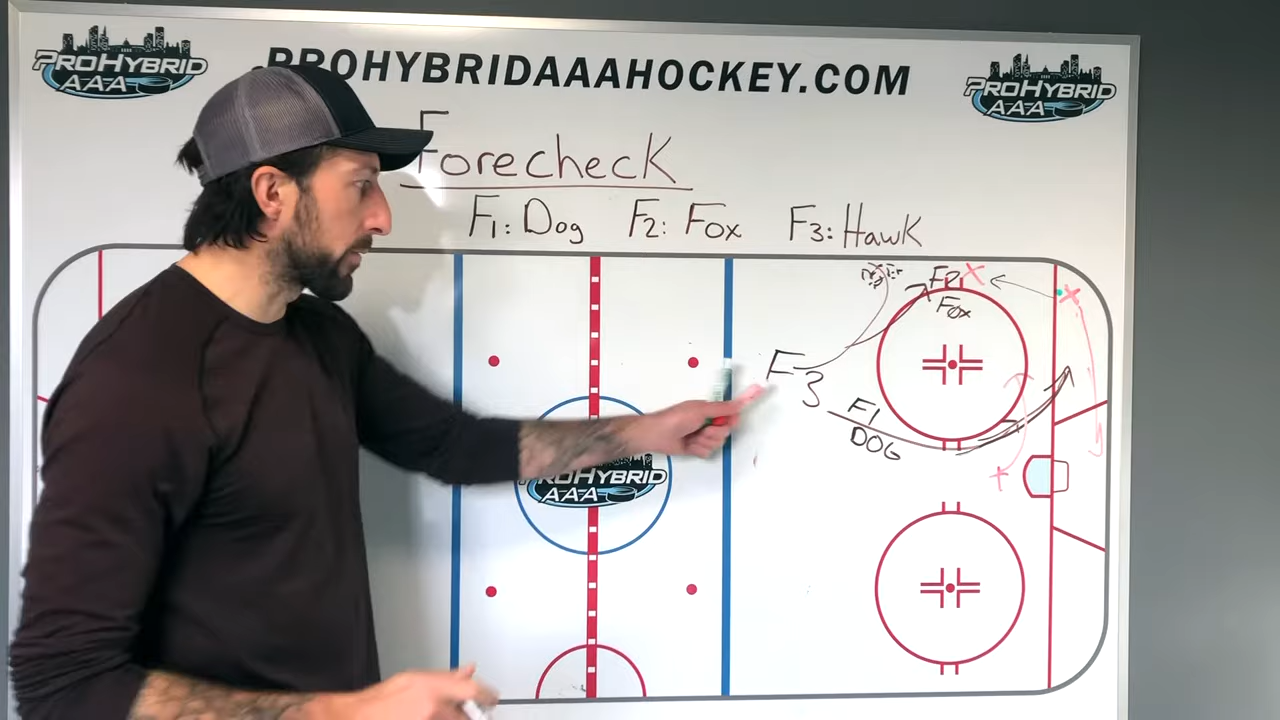 PROHYBRID
AAA
PROHYBRIDAAAHOCKEY.COM
PROHYBRID
AAA
Forecheck
F1: Dog F2: Fox F3: Hawk
F2 X
Fox
X
F3
F1
DOG
PROHYBRID
AAA